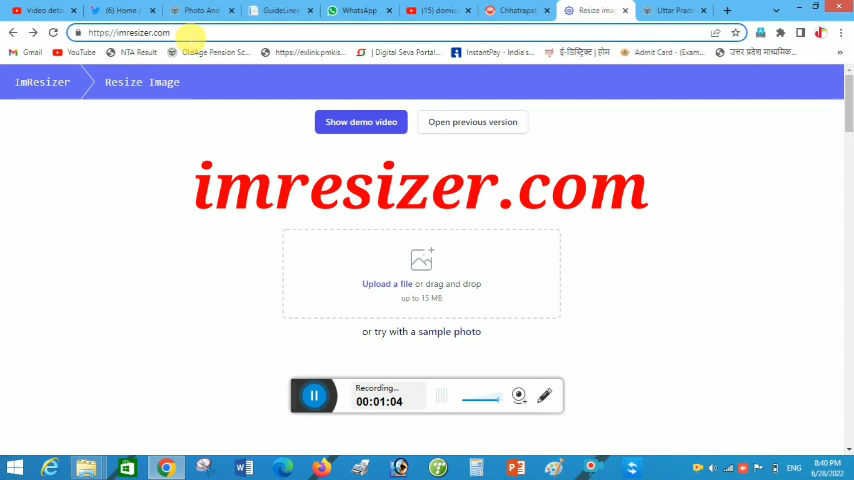 Video deta
(6) Home /
Photo And
GuideLines
WhatsApp
(15) domic
Chhatrapat
Resize imag
Uttar Prade
https://imresizer.com
Gmail
YouTube
NTA Result
OldAge Pension Sc...
https://exlink.pmkis...
| Digital Seva Portal...
InstantPay - India's...
ई-डिस्ट्रिक्ट | होम
Admit Card - (Exam...
उत्तर प्रदेश माध्यमिक...
»
ImResizer
Resize Image
Show demo video
Open previous version
imresizer.com
Upload a file or drag and drop
up to 15 MB
or try with a sample photo
Recording...
00:01:04
ENG
8:40 PM
6/28/2022